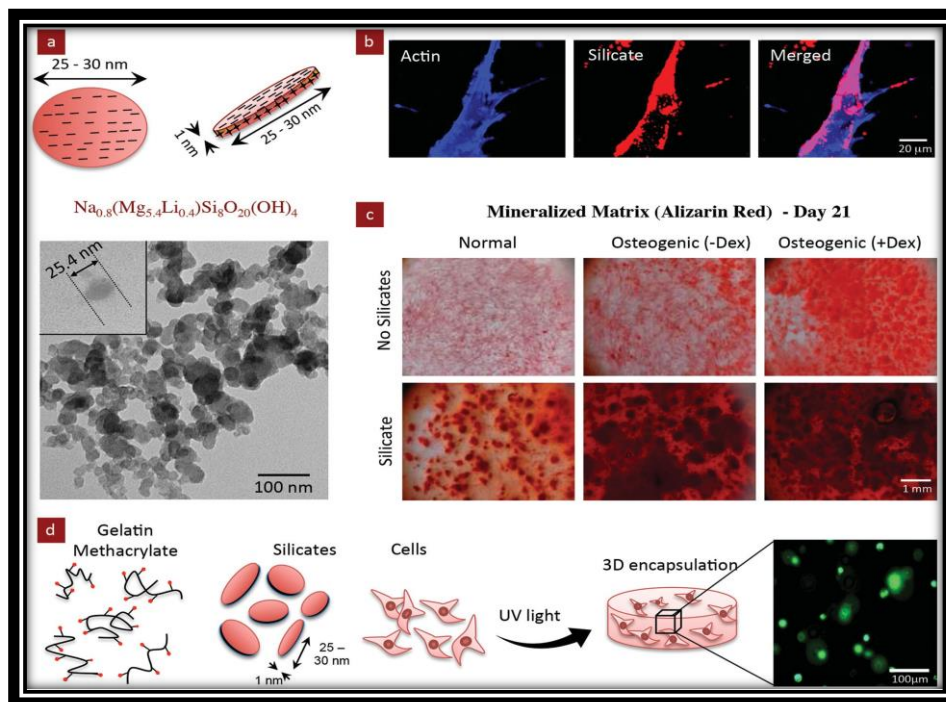 a
25 - 30 nm
1 nm
25 - 30 nm
Na0.8(Mg5.4Li0.4)Si8O20(OH)4
25.4 nm
100 nm
b
Actin
Silicate
Merged
20 μm
c
Mineralized Matrix (Alizarin Red) - Day 21
Normal
Osteogenic (-Dex)
Osteogenic (+Dex)
No Silicates
Silicate
1 mm
d
Gelatin
Methacrylate
Silicates
25 –
30 nm
1 nm
Cells
UV light
3D encapsulation
100μm